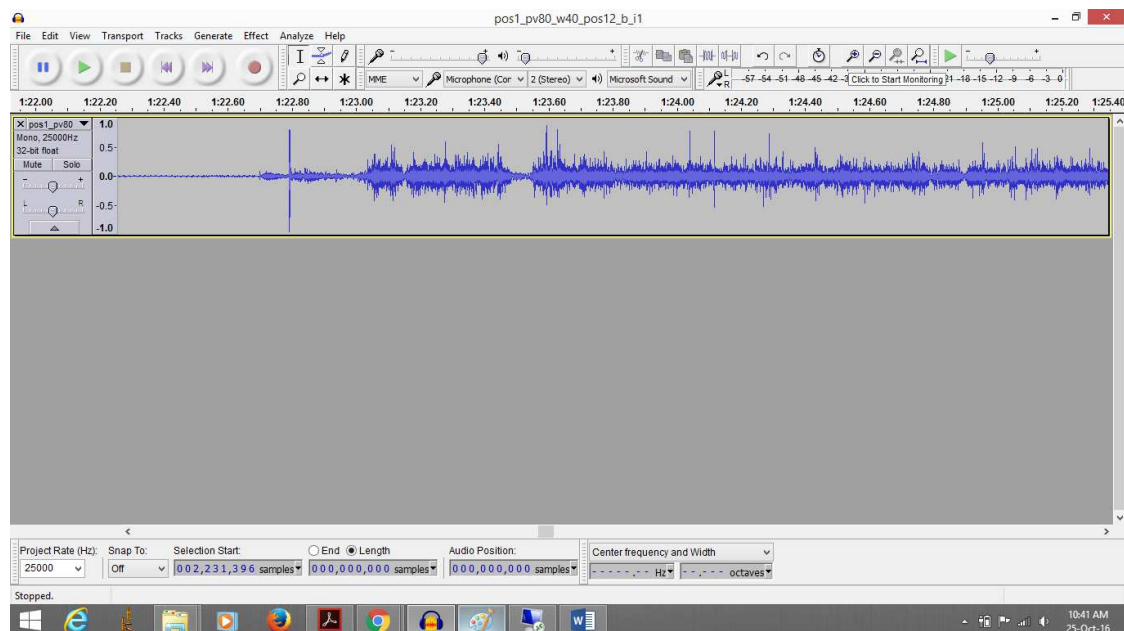 pos1_pv80_w40_pos12_b_i1
File Edit View Transport Tracks Generate Effect Analyze Help
MME Microphone (Cor 2 (Stereo) Microsoft Sound L R -57 -54 -51 -48 -45 -42 Click to Start Monitoring -18 -15 -12 -9 -6 -3 0
1:22.00 1:22.20 1:22.40 1:22.60 1:22.80 1:23.00 1:23.20 1:23.40 1:23.60 1:23.80 1:24.00 1:24.20 1:24.40 1:24.60 1:24.80 1:25.00 1:25.20 1:25.40
X pos1_pv80 1.0
Mono, 25000Hz
32-bit float 0.5
Mute Solo
- + 0.0
L R -0.5
-1.0
Project Rate (Hz): Snap To: Selection Start: End Length Audio Position: Center frequency and Width
25000 Off 002,231,396 samples 000,000,000 samples 000,000,000 samples -----.-- Hz --.--- octaves
Stopped.
10:41 AM
25-Oct-16